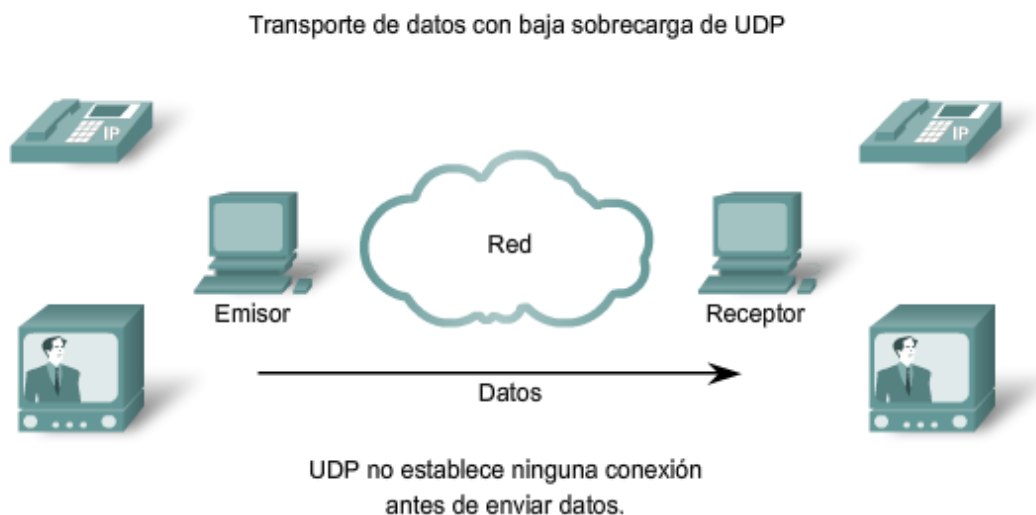 Transporte de datos con baja sobrecarga de UDP
IP
IP
Red
Emisor
Receptor
Datos
UDP no establece ninguna conexión
antes de enviar datos.